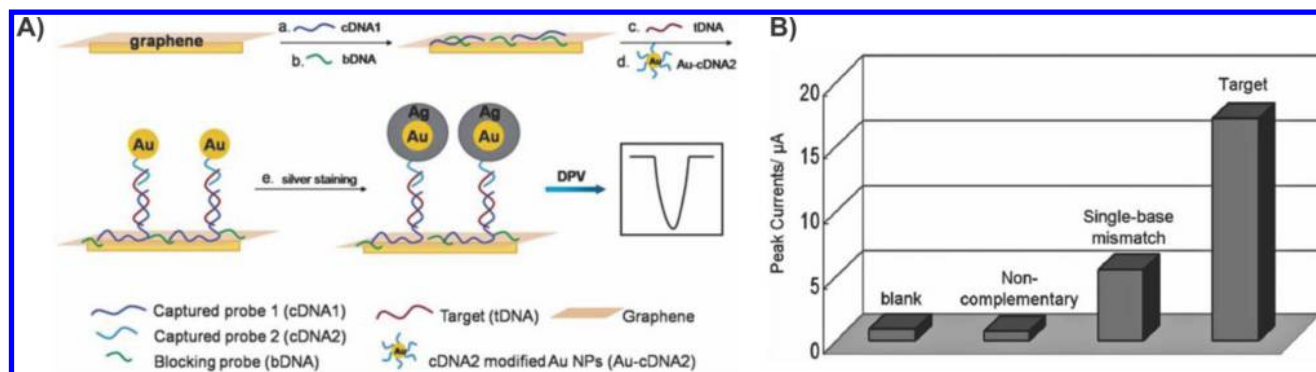 A)
graphene
a.
cDNA1
b.
bDNA
c.
tDNA
d.
Au
Au-cDNA2
Au
Au
e. silver staining
Ag
Au
Ag
Au
DPV
Captured probe 1 (cDNA1)
Captured probe 2 (cDNA2)
Blocking probe (bDNA)
Target (tDNA)
Graphene
Au
cDNA2 modified Au NPs (Au-cDNA2)
B)
Peak Currents/ μA
20
15
10
5
0
blank
Non-
complementary
Single-base
mismatch
Target